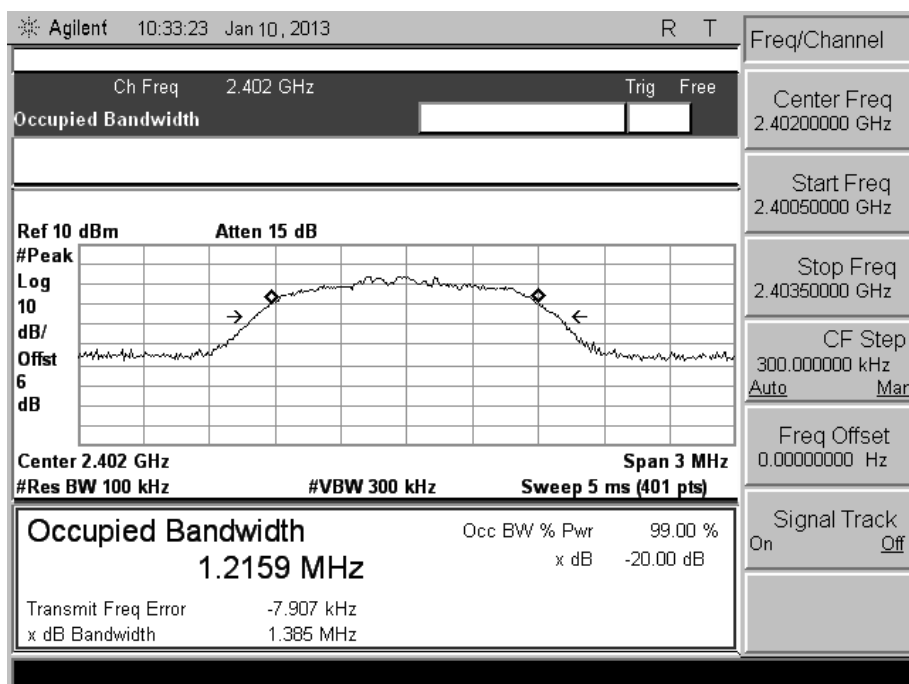 Agilent 10:33:23 Jan 10, 2013 R T
Ch Freq 2.402 GHz Trig Free
Occupied Bandwidth
Ref 10 dBm Atten 15 dB
#Peak
Log
10
dB/
Offst
6
dB
Center 2.402 GHz Span 3 MHz
#Res BW 100 kHz #VBW 300 kHz Sweep 5 ms (401 pts)
Occupied Bandwidth Occ BW % Pwr 99.00 %
1.2159 MHz x dB -20.00 dB
Transmit Freq Error -7.907 kHz
x dB Bandwidth 1.385 MHz
Freq/Channel
Center Freq
2.40200000 GHz
Start Freq
2.40050000 GHz
Stop Freq
2.40350000 GHz
CF Step
300.000000 kHz
Auto Man
Freq Offset
0.00000000 Hz
Signal Track
On Off